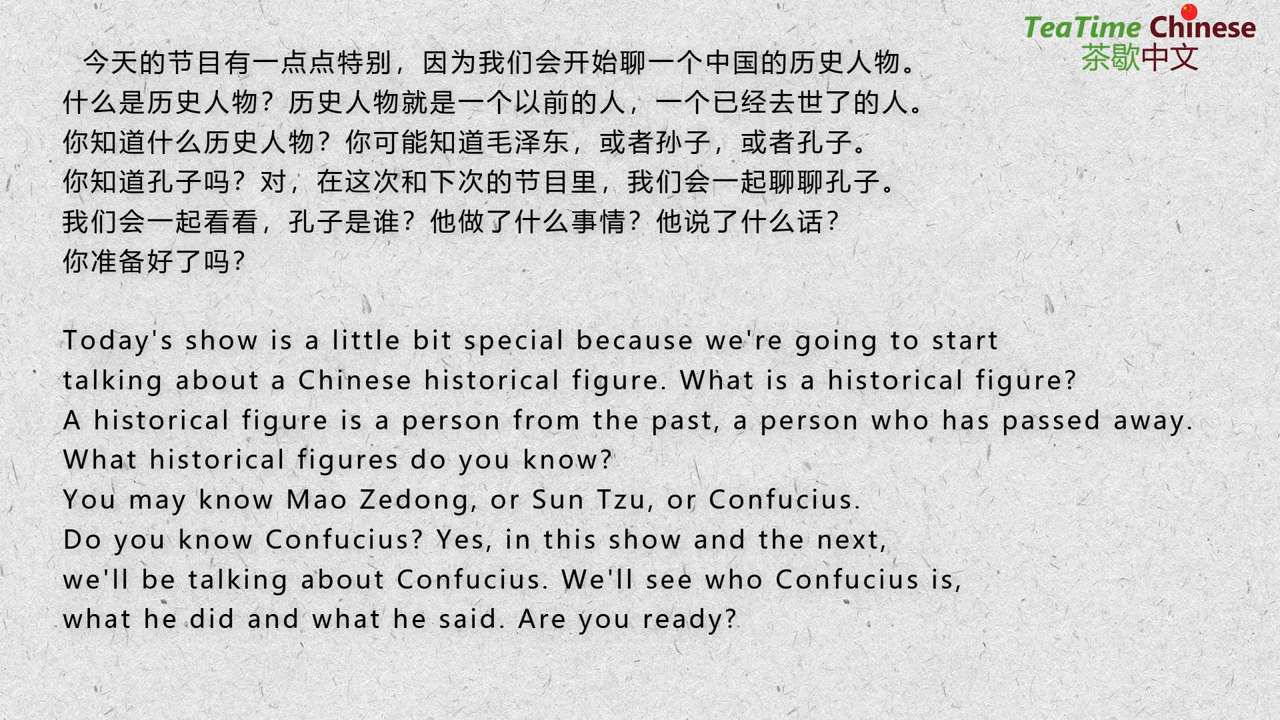 TeaTime Chinese
茶歇中文
今天的节目有一点点特别，因为我们会开始聊一个中国的历史人物。
什么是历史人物？历史人物就是一个以前的人，一个已经去世了的人。
你知道什么历史人物？你可能知道毛泽东，或者孙子，或者孔子。
你知道孔子吗？对，在这次和下次的节目里，我们会一起聊聊孔子。
我们会一起看看，孔子是谁？他做了什么事情？他说了什么话？
你准备好了吗？
Today's show is a little bit special because we're going to start
talking about a Chinese historical figure. What is a historical figure?
A historical figure is a person from the past, a person who has passed away.
What historical figures do you know?
You may know Mao Zedong, or Sun Tzu, or Confucius.
Do you know Confucius? Yes, in this show and the next,
we'll be talking about Confucius. We'll see who Confucius is,
what he did and what he said. Are you ready?